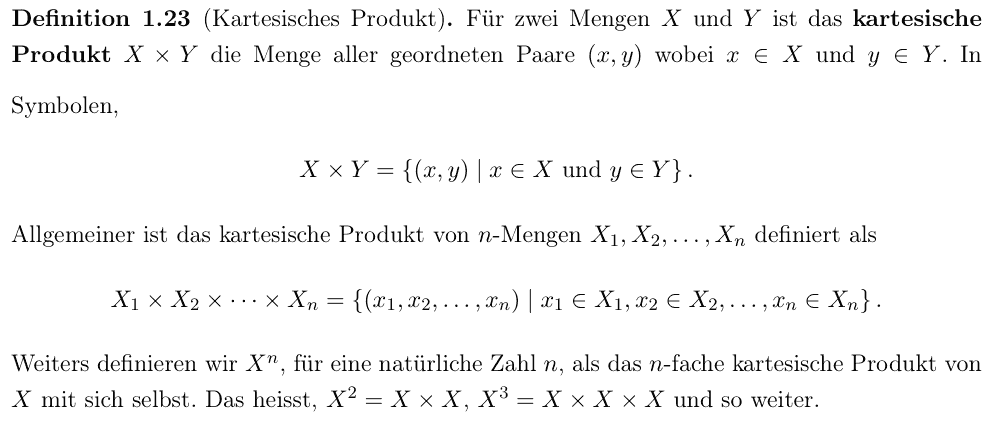 Definition 1.23 (Kartesisches Produkt). Für zwei Mengen X und Y ist das kartesische
Produkt X × Y die Menge aller geordneten Paare (x, y) wobei x ∈ X und y ∈ Y. In
Symbolen,
X × Y = {(x, y) | x ∈ X und y ∈ Y} .
Allgemeiner ist das kartesische Produkt von n-Mengen X₁, X₂, . . . , Xₙ definiert als
X₁ × X₂ × · · · × Xₙ = {(x₁, x₂, . . . , xₙ) | x₁ ∈ X₁, x₂ ∈ X₂, . . . , xₙ ∈ Xₙ} .
Weiters definieren wir Xⁿ, für eine natürliche Zahl n, als das n-fache kartesische Produkt von
X mit sich selbst. Das heisst, X² = X × X, X³ = X × X × X und so weiter.